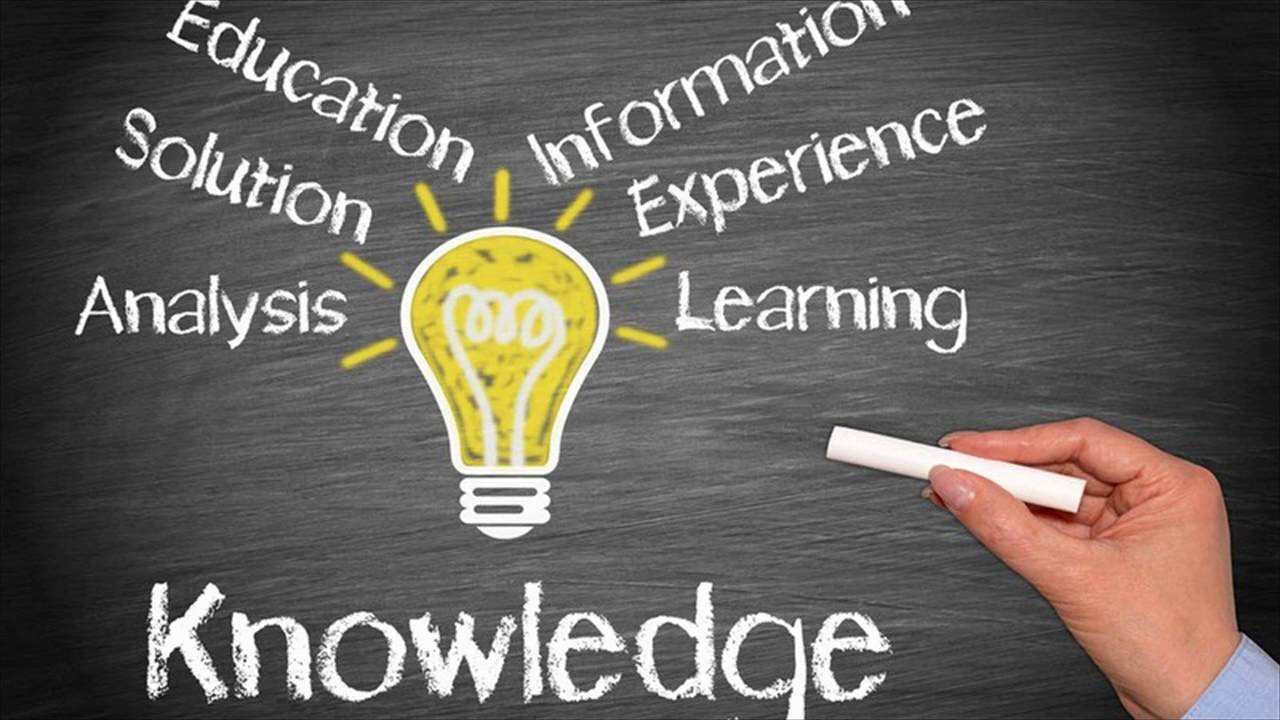 Education
Information
Solution
Experience
Analysis
Learning
Knowledge